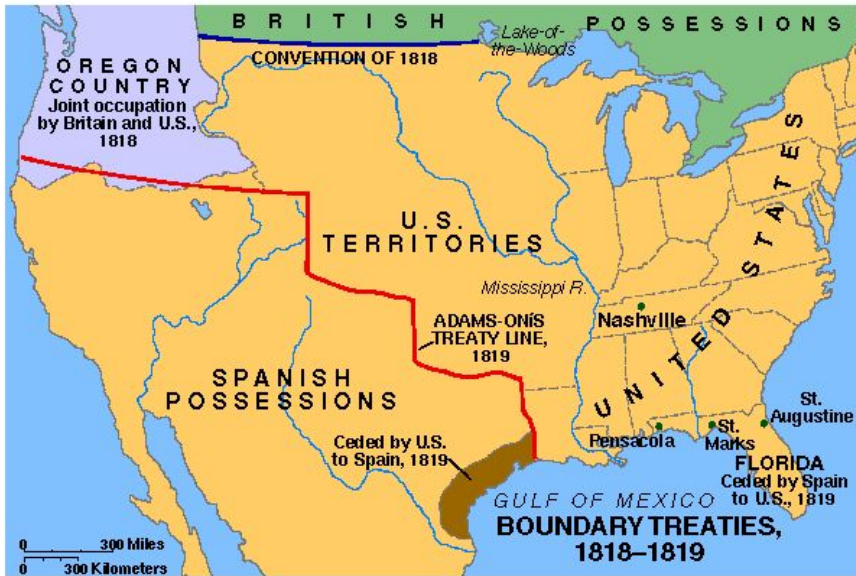 BRITISH POSSESSIONS
Lake-of-
the-Woods
CONVENTION OF 1818
OREGON
COUNTRY
Joint occupation
by Britain and U.S.,
1818
U.S.
TERRITORIES
UNITED STATES
Mississippi R.
Nashville
ADAMS-ONíS
TREATY LINE,
1819
SPANISH
POSSESSIONS
St.
Augustine
Pensacola
St.
Marks
Ceded by U.S.
to Spain, 1819
FLORIDA
Ceded by Spain
to U.S., 1819
GULF OF MEXICO
BOUNDARY TREATIES,
1818–1819
0 300 Miles
0 300 Kilometers